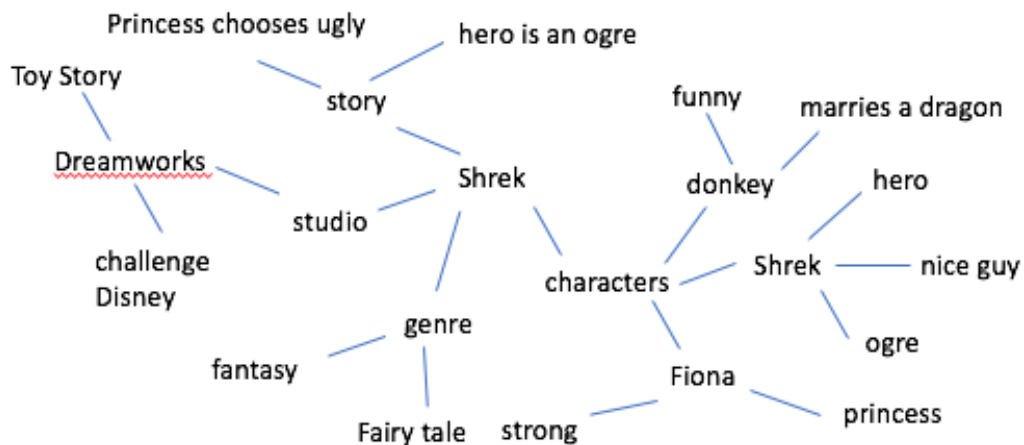 Princess chooses ugly
hero is an ogre
Toy Story
story
funny
marries a dragon
Dreamworks
Shrek
donkey
hero
studio
challenge
Disney
characters
Shrek
nice guy
genre
ogre
fantasy
Fiona
princess
Fairy tale
strong